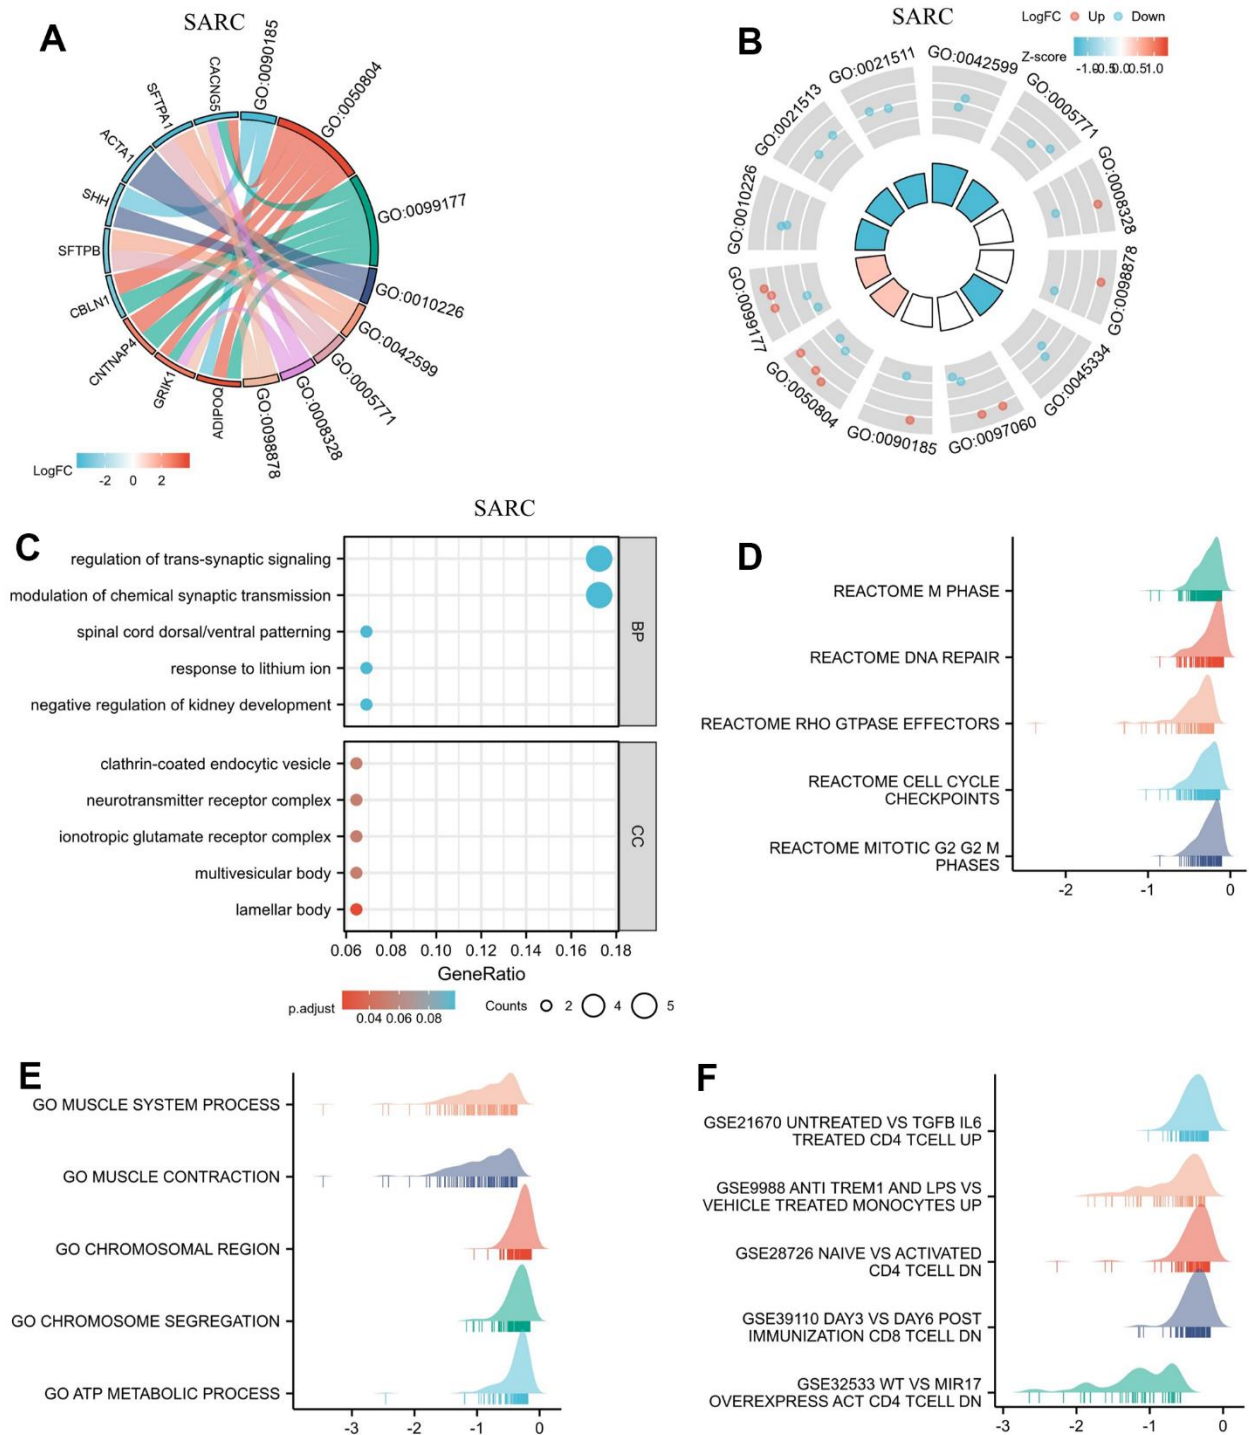 A
SARC
GO:0090185
GO:0050804
GO:0099177
GO:0010226
GO:0042599
GO:0005771
GO:0008328
GO:0098878
ADIPOQ
GRIK1
CNTNAP4
CBLN1
SFTPB
SHH
ACTA1
SFTPA1
CACNG5
LogFC
-2 0 2
B
SARC
LogFC Up Down
Z-score
-1.0 -0.5 0.0 0.5 1.0
GO:0042599
GO:0005771
GO:0008328
GO:0098878
GO:0045334
GO:0097060
GO:0090185
GO:0050804
GO:0099177
GO:0010226
GO:0021513
GO:0021511
C
SARC
regulation of trans-synaptic signaling
modulation of chemical synaptic transmission
spinal cord dorsal/ventral patterning
response to lithium ion
negative regulation of kidney development
BP
clathrin-coated endocytic vesicle
neurotransmitter receptor complex
ionotropic glutamate receptor complex
multivesicular body
lamellar body
CC
0.06 0.08 0.10 0.12 0.14 0.16 0.18
GeneRatio
p.adjust
0.04 0.06 0.08
Counts 2 4 5
D
REACTOME M PHASE
REACTOME DNA REPAIR
REACTOME RHO GTPASE EFFECTORS
REACTOME CELL CYCLE
CHECKPOINTS
REACTOME MITOTIC G2 G2 M
PHASES
-2 -1 0
E
GO MUSCLE SYSTEM PROCESS
GO MUSCLE CONTRACTION
GO CHROMOSOMAL REGION
GO CHROMOSOME SEGREGATION
GO ATP METABOLIC PROCESS
-3 -2 -1 0
F
GSE21670 UNTREATED VS TGFB IL6
TREATED CD4 TCELL UP
GSE9988 ANTI TREM1 AND LPS VS
VEHICLE TREATED MONOCYTES UP
GSE28726 NAIVE VS ACTIVATED
CD4 TCELL DN
GSE39110 DAY3 VS DAY6 POST
IMMUNIZATION CD8 TCELL DN
GSE32533 WT VS MIR17
OVEREXPRESS ACT CD4 TCELL DN
-3 -2 -1 0